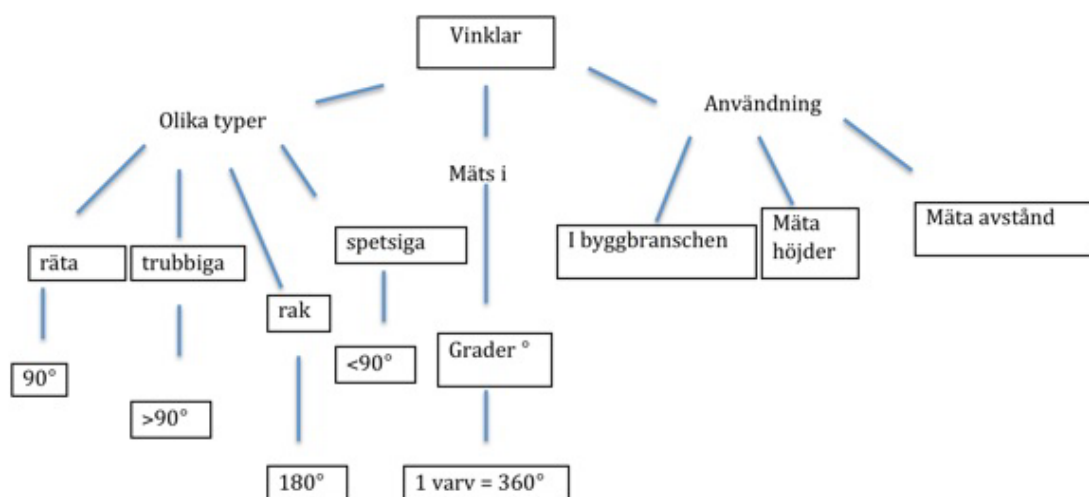 Vinklar
Olika typer
Användning
Mäts i
räta
trubbiga
rak
spetsiga
I byggbranschen
Mäta
höjder
Mäta avstånd
90°
>90°
180°
<90°
Grader °
1 varv = 360°